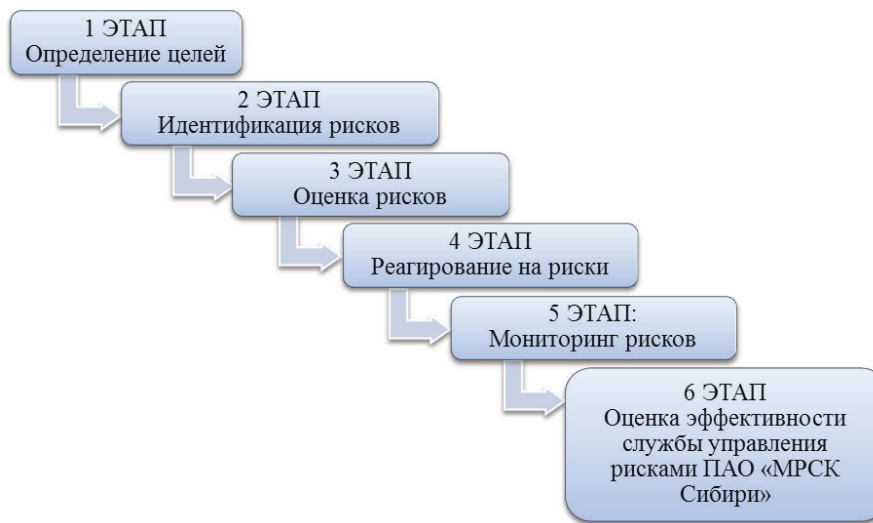 1 ЭТАП
Определение целей
2 ЭТАП
Идентификация рисков
3 ЭТАП
Оценка рисков
4 ЭТАП
Реагирование на риски
5 ЭТАП:
Мониторинг рисков
6 ЭТАП
Оценка эффективности
службы управления
рисками ПАО «МРСК
Сибири»